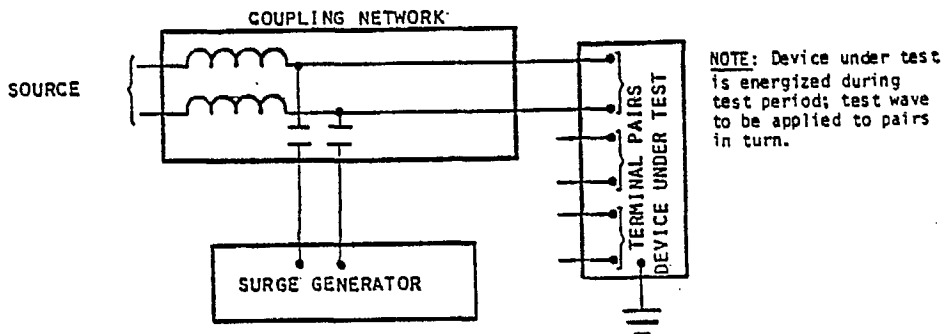 COUPLING NETWORK
SOURCE
SURGE GENERATOR
TERMINAL PAIRS
DEVICE UNDER TEST
NOTE: Device under test
is energized during
test period; test wave
to be applied to pairs
in turn.